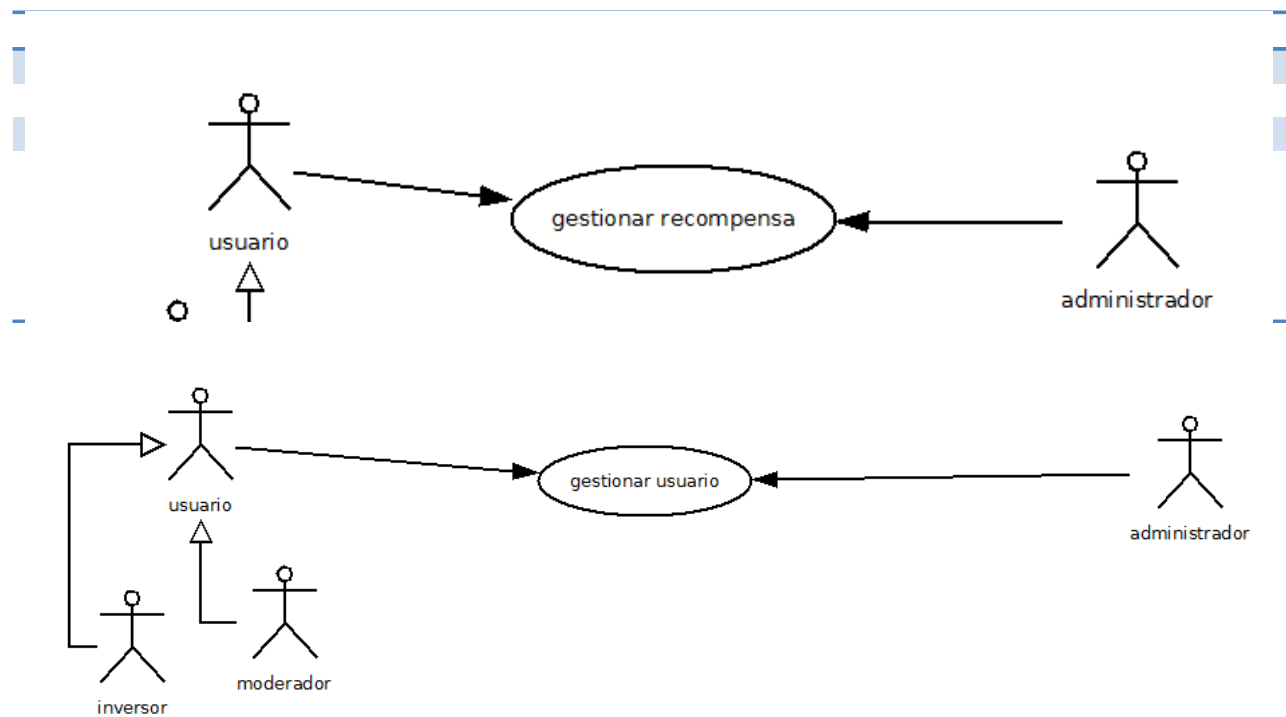 usuario
gestionar recompensa
administrador
usuario
gestionar usuario
administrador
moderador
inversor